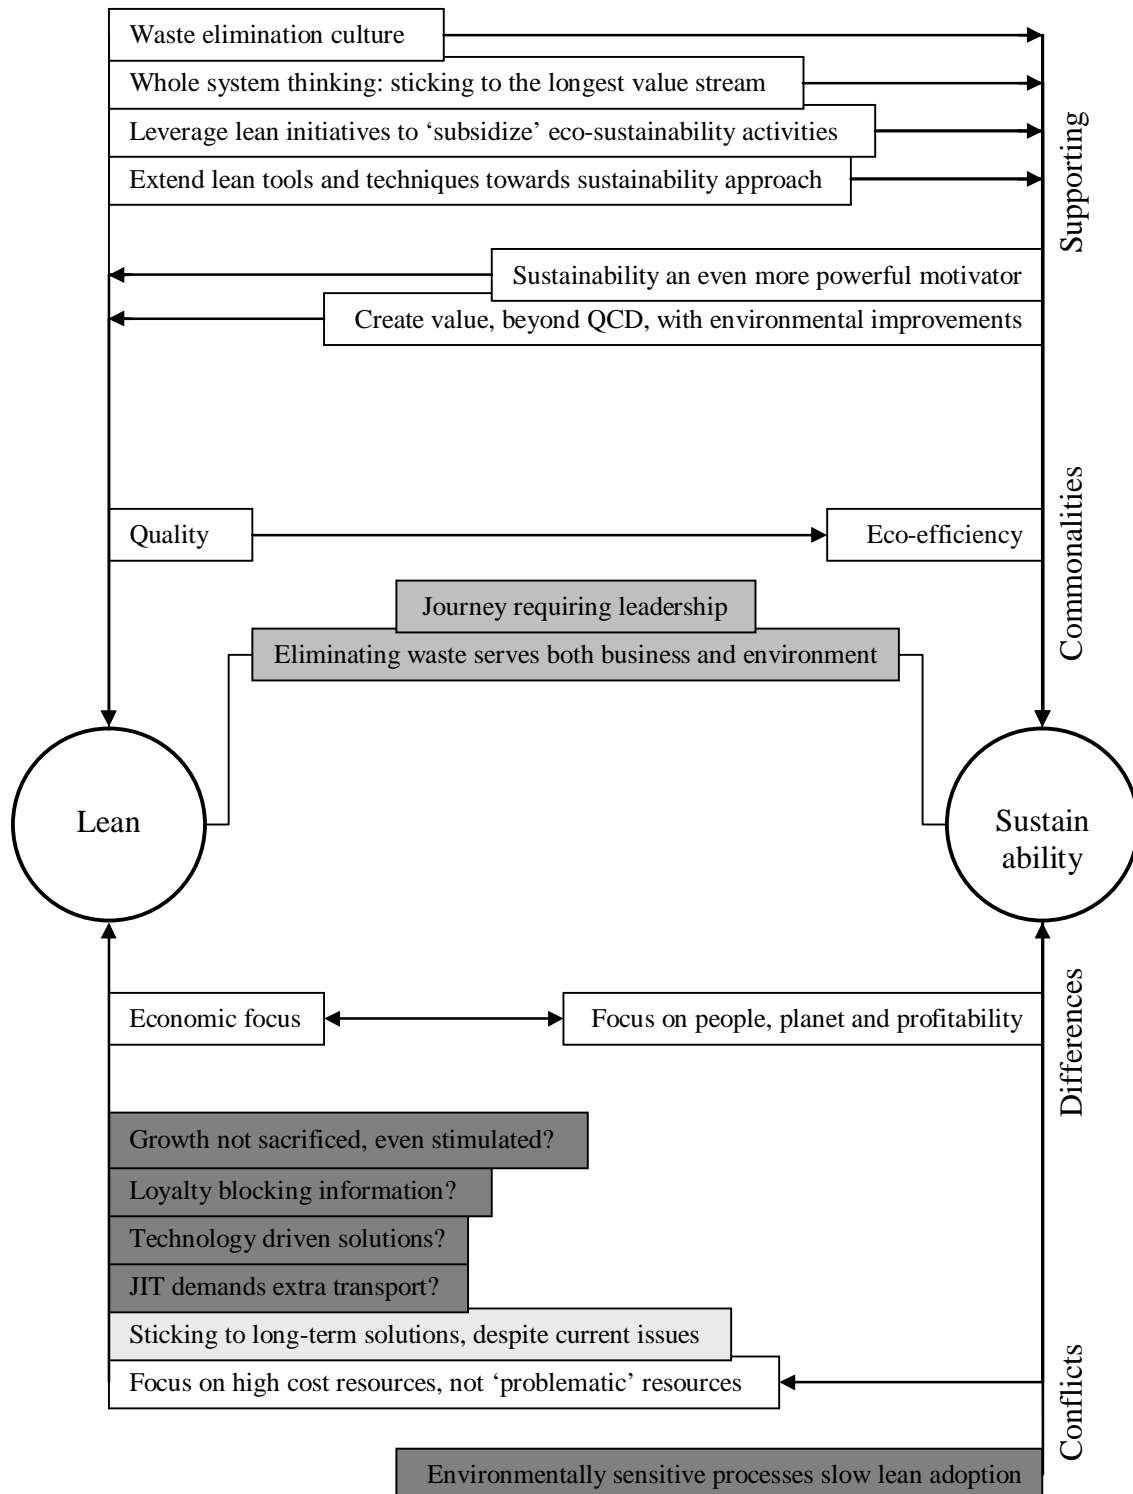 Waste elimination culture
Whole system thinking: sticking to the longest value stream
Leverage lean initiatives to ‘subsidize’ eco-sustainability activities
Extend lean tools and techniques towards sustainability approach
Supporting
Sustainability an even more powerful motivator
Create value, beyond QCD, with environmental improvements
Quality
Eco-efficiency
Commonalities
Journey requiring leadership
Eliminating waste serves both business and environment
Lean
Sustain
ability
Economic focus
Focus on people, planet and profitability
Differences
Growth not sacrificed, even stimulated?
Loyalty blocking information?
Technology driven solutions?
JIT demands extra transport?
Sticking to long-term solutions, despite current issues
Focus on high cost resources, not ‘problematic’ resources
Conflicts
Environmentally sensitive processes slow lean adoption